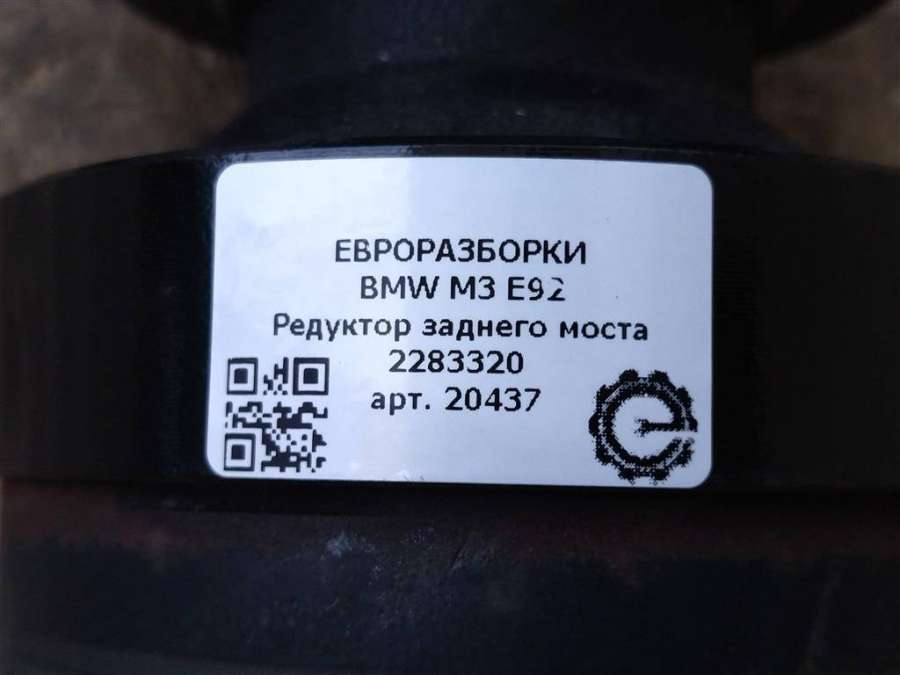 ЕВРОРАЗБОРКИ
BMW M3 E92
Редуктор заднего моста
2283320
арт. 20437